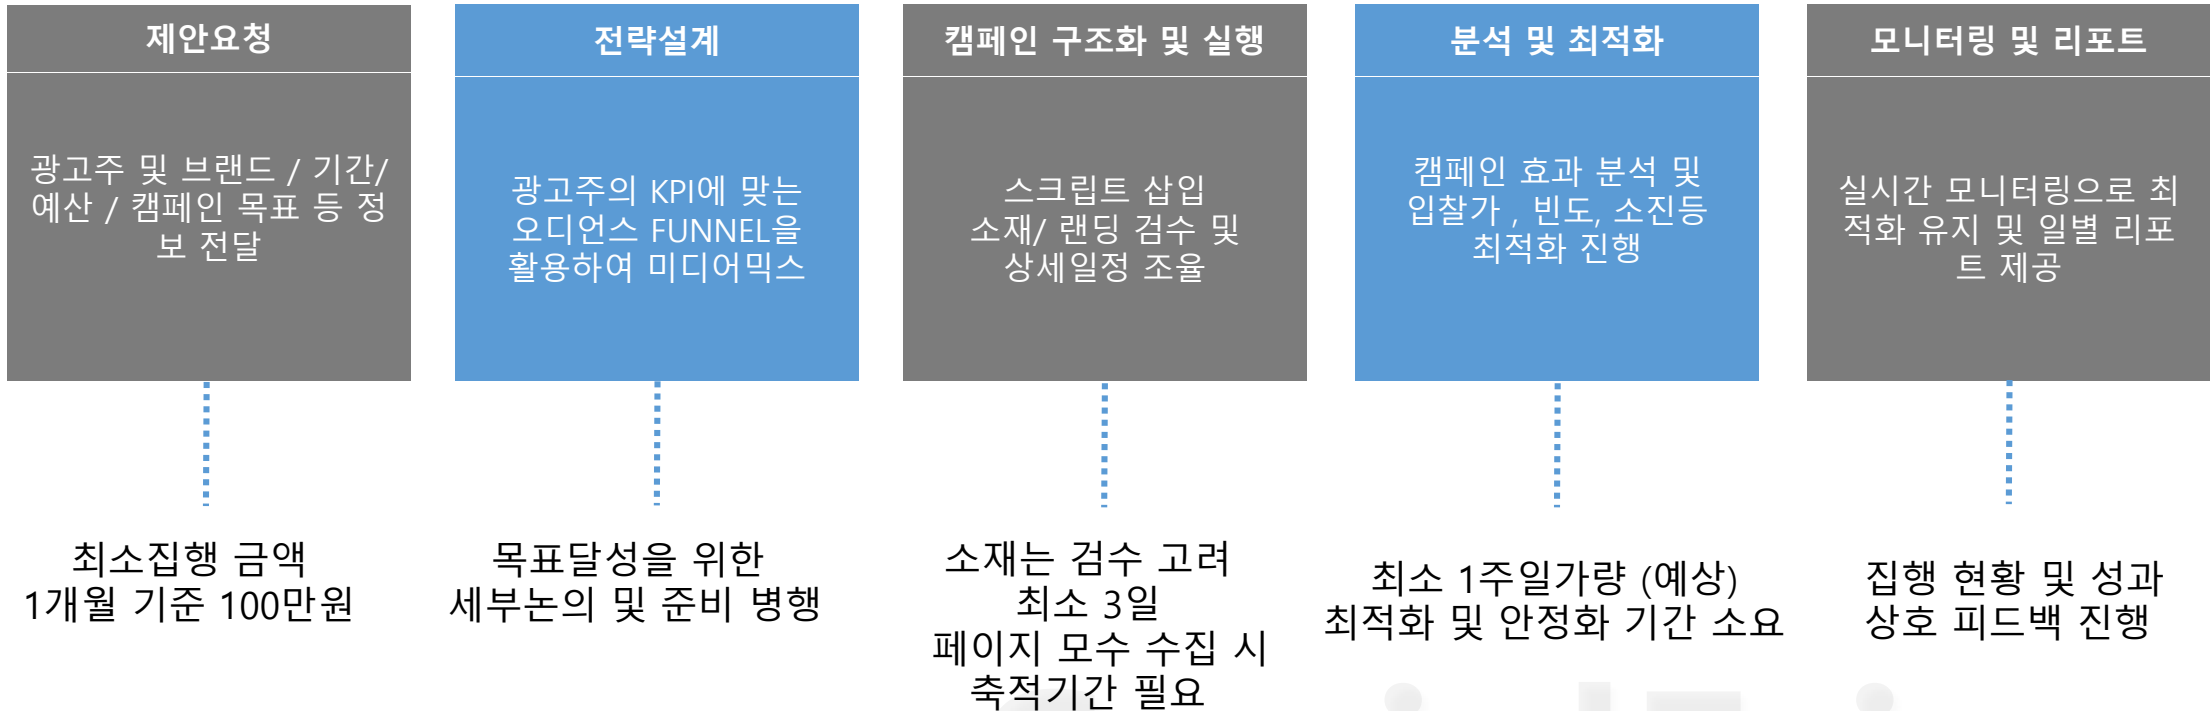 제안요청
광고주 및 브랜드 / 기간/
예산 / 캠페인 목표 등 정
보 전달
최소집행 금액
1개월 기준 100만원
전략설계
광고주의 KPI에 맞는
오디언스 FUNNEL을
활용하여 미디어믹스
목표달성을 위한
세부논의 및 준비 병행
캠페인 구조화 및 실행
스크립트 삽입
소재/ 랜딩 검수 및
상세일정 조율
소재는 검수 고려
최소 3일
페이지 모수 수집 시
축적기간 필요
분석 및 최적화
캠페인 효과 분석 및
입찰가 , 빈도, 소진등
최적화 진행
최소 1주일가량 (예상)
최적화 및 안정화 기간 소요
모니터링 및 리포트
실시간 모니터링으로 최
적화 유지 및 일별 리포
트 제공
집행 현황 및 성과
상호 피드백 진행